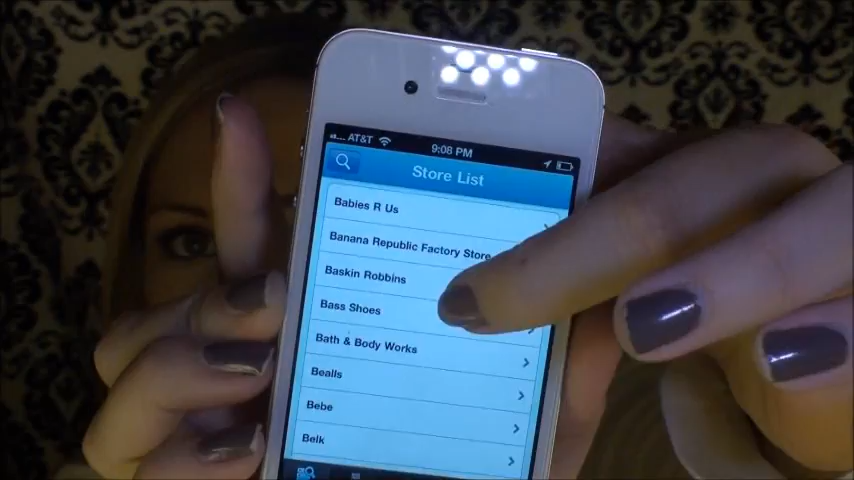 AT&T
9:08 PM
Store List
Babies R Us
Banana Republic Factory Store
Baskin Robbins
Bass Shoes
Bath & Body Works
Bealls
Bebe
Belk